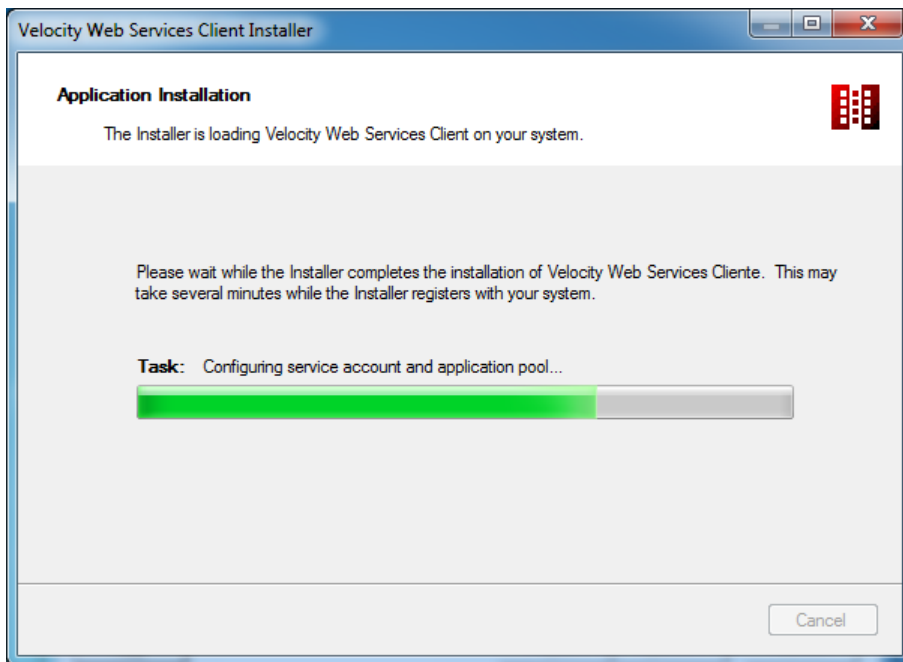 Velocity Web Services Client Installer
Application Installation
The Installer is loading Velocity Web Services Client on your system.
Please wait while the Installer completes the installation of Velocity Web Services Cliente.  This may
take several minutes while the Installer registers with your system.
Task:   Configuring service account and application pool...
Cancel